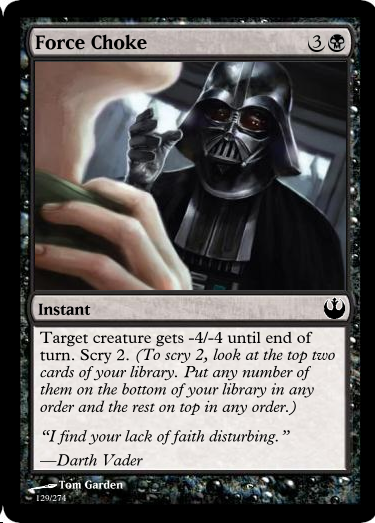 Force Choke 3
Instant
Target creature gets -4/-4 until end of
turn. Scry 2. (To scry 2, look at the top two
cards of your library. Put any number of
them on the bottom of your library in any
order and the rest on top in any order.)
“I find your lack of faith disturbing.”
—Darth Vader
Tom Garden
129/274